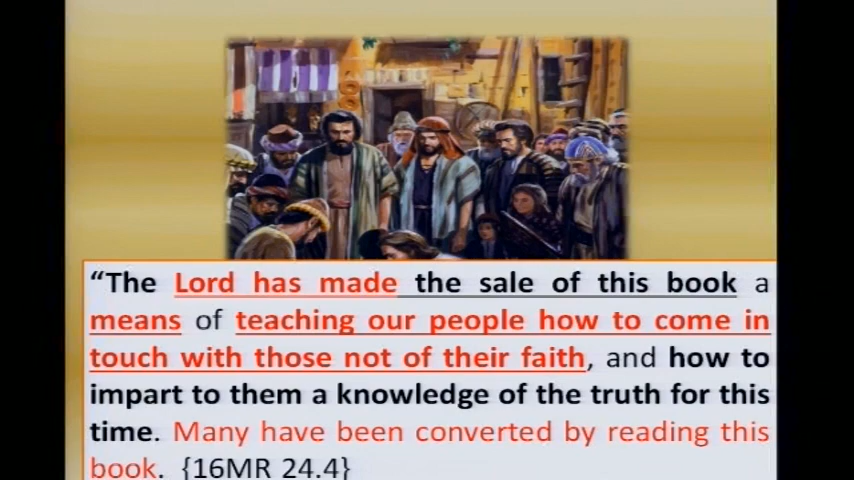 “The Lord has made the sale of this book a
means of teaching our people how to come in
touch with those not of their faith, and how to
impart to them a knowledge of the truth for this
time. Many have been converted by reading this
book. {16MR 24.4}